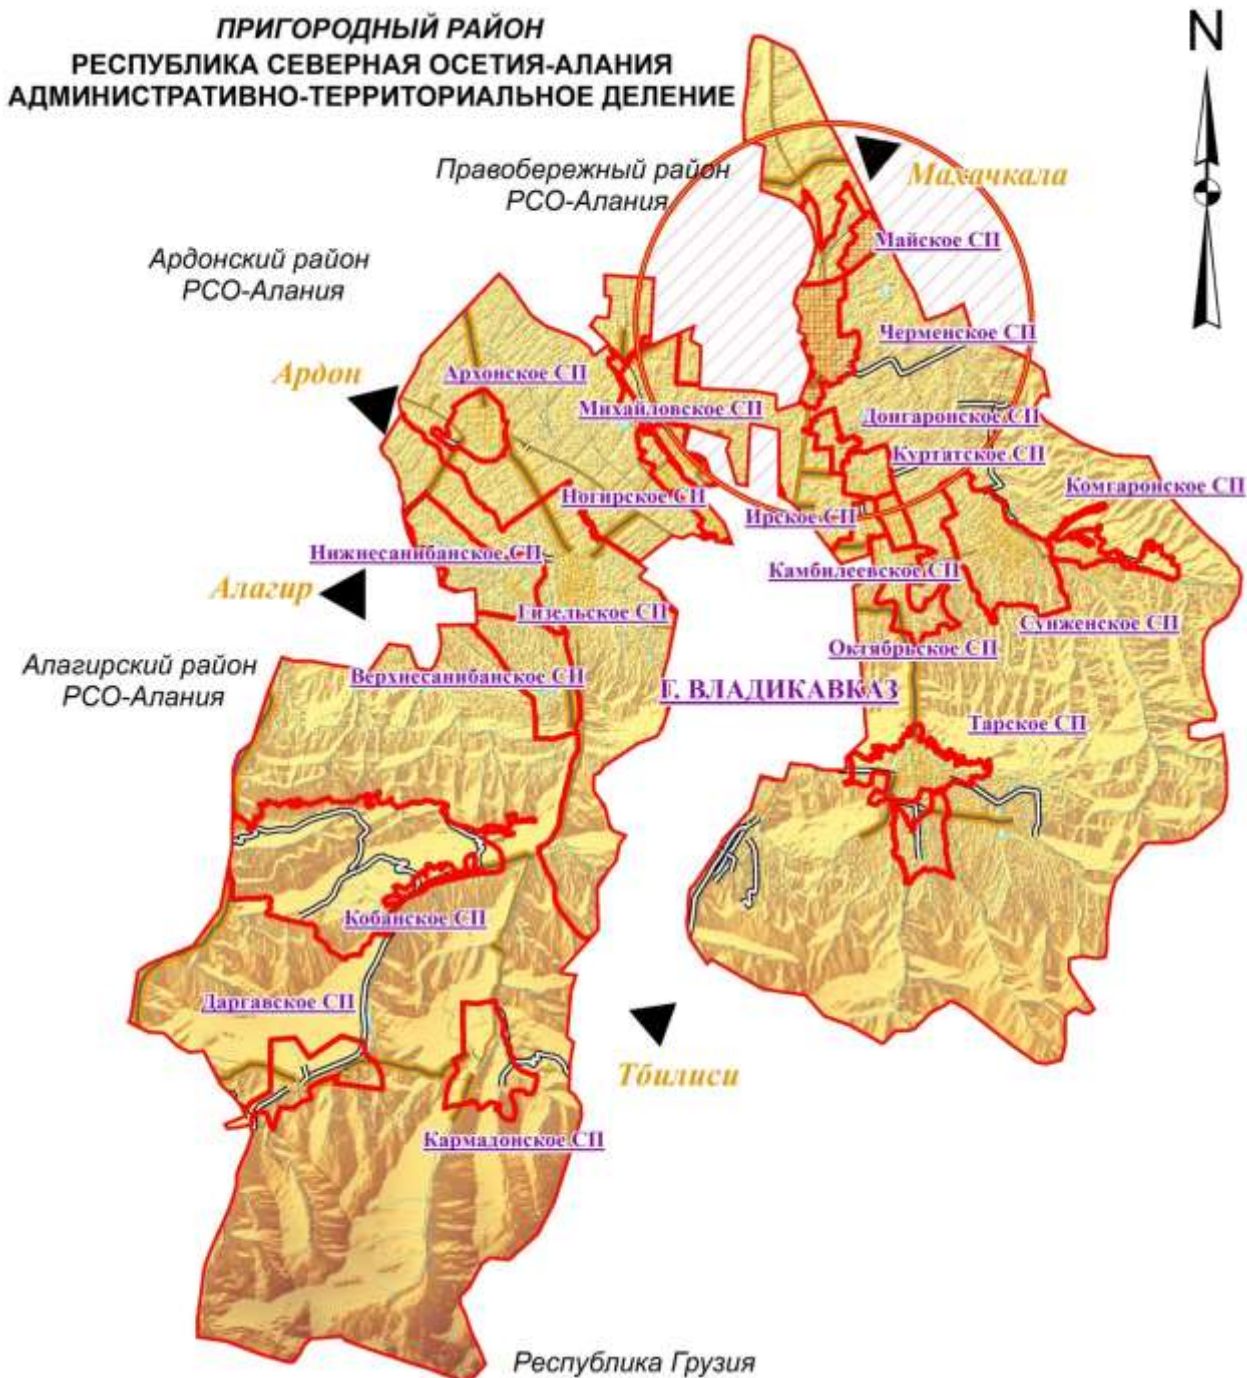 ПРИГОРОДНЫЙ РАЙОН
РЕСПУБЛИКА СЕВЕРНАЯ ОСЕТИЯ-АЛАНИЯ
АДМИНИСТРАТИВНО-ТЕРРИТОРИАЛЬНОЕ ДЕЛЕНИЕ
N
Правобережный район
РСО-Алания
Махачкала
Майское СП
Ардонский район
РСО-Алания
Черменское СП
Ардон
Архонское СП
Михайловское СП
Донгаронское СП
Куртатское СП
Комгаронское СП
Ногирское СП
Ирское СП
Нижнесанибанское СП
Камбилеевское СП
Алагир
Гизельское СП
Сунженское СП
Октябрьское СП
Алагирский район
РСО-Алания
Верхнесанибанское СП
Г. ВЛАДИКАВКАЗ
Тарское СП
Кобанское СП
Даргавское СП
Тбилиси
Кармадонское СП
Республика Грузия